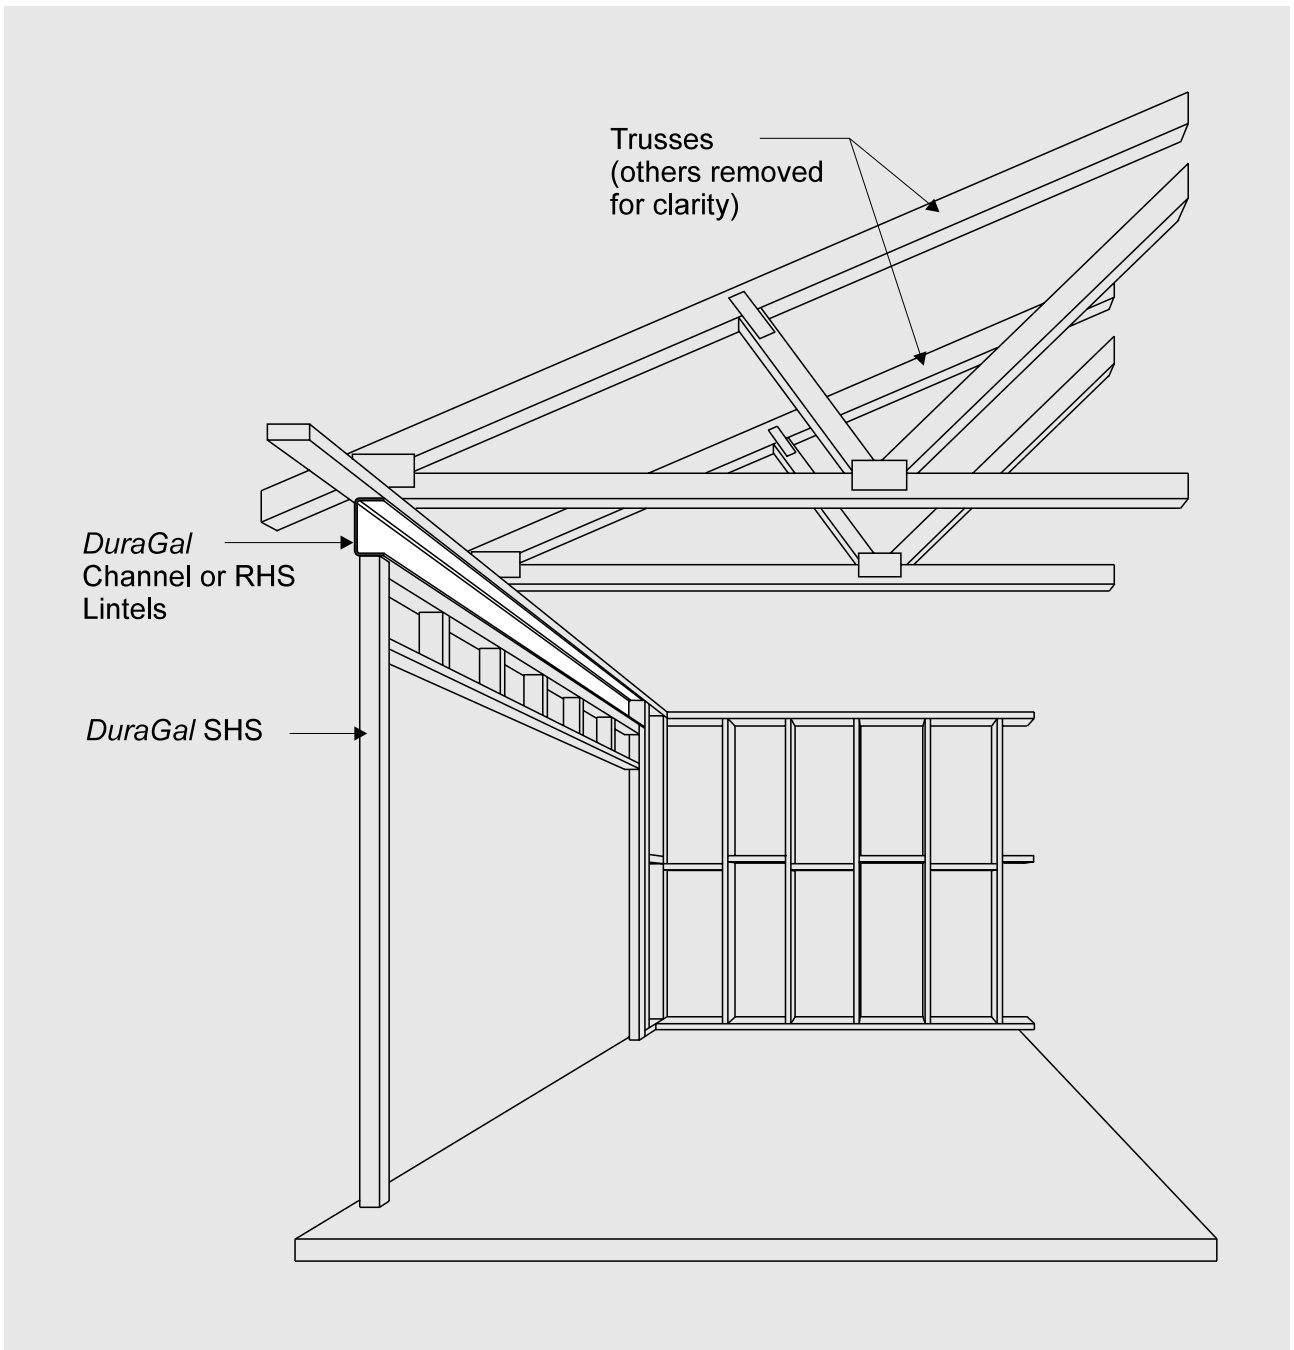 Trusses
(others removed
for clarity)
DuraGal
Channel or RHS
Lintels
DuraGal SHS